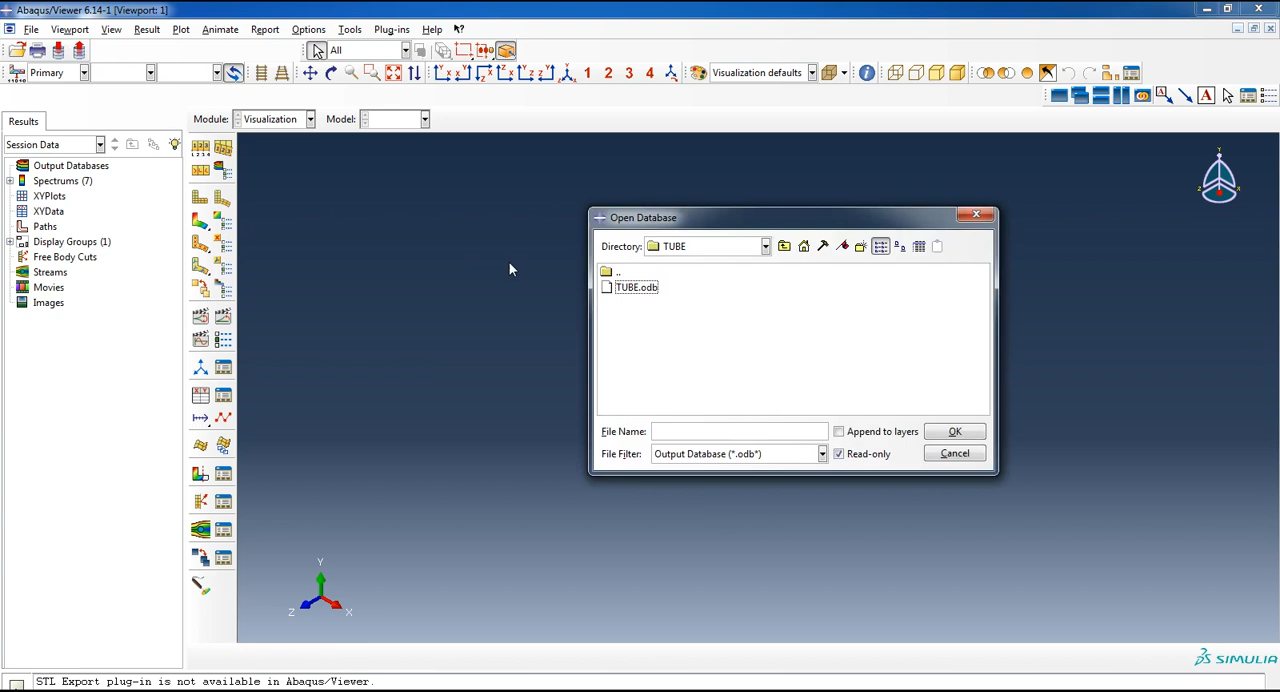 Abaqus/Viewer 6.14-1 [Viewport: 1]
File Viewport View Result Plot Animate Report Options Tools Plug-ins Help
All
Primary
1 2 3 4
Visualization defaults
A
Results
Module: Visualization Model:
Session Data
Output Databases
Spectrums (7)
XYPlots
XYData
Paths
Display Groups (1)
Free Body Cuts
Streams
Movies
Images
Open Database
Directory: TUBE
..
TUBE.odb
File Name: Append to layers OK
File Filter: Output Database (*.odb*) Read-only Cancel
Y
Z X
Y
Z X
SIMULIA
STL Export plug-in is not available in Abaqus/Viewer.